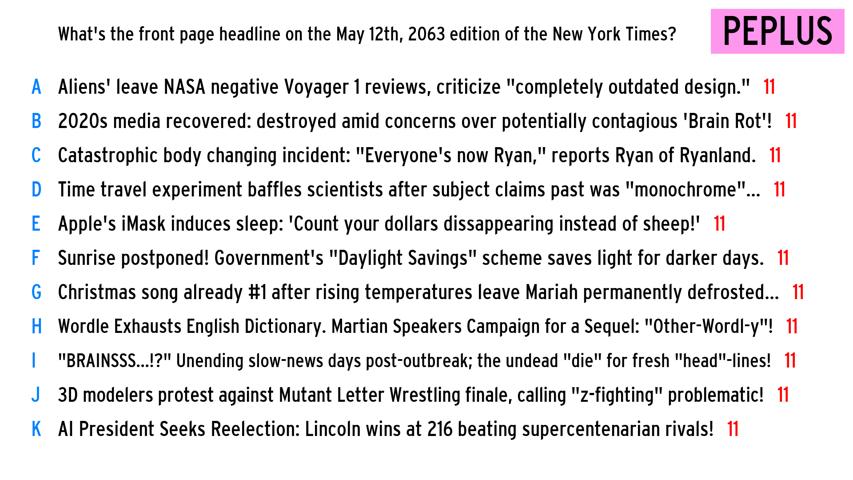 What's the front page headline on the May 12th, 2063 edition of the New York Times?
PEPLUS
A Aliens' leave NASA negative Voyager 1 reviews, criticize "completely outdated design." 11
B 2020s media recovered: destroyed amid concerns over potentially contagious 'Brain Rot'! 11
C Catastrophic body changing incident: "Everyone's now Ryan," reports Ryan of Ryanland. 11
D Time travel experiment baffles scientists after subject claims past was "monochrome"... 11
E Apple's iMask induces sleep: 'Count your dollars dissappearing instead of sheep!' 11
F Sunrise postponed! Government's "Daylight Savings" scheme saves light for darker days. 11
G Christmas song already #1 after rising temperatures leave Mariah permanently defrosted... 11
H Wordle Exhausts English Dictionary. Martian Speakers Campaign for a Sequel: "Other-Wordl-y"! 11
I "BRAINSSS...!?" Unending slow-news days post-outbreak; the undead "die" for fresh "head"-lines! 11
J 3D modelers protest against Mutant Letter Wrestling finale, calling "z-fighting" problematic! 11
K AI President Seeks Reelection: Lincoln wins at 216 beating supercentenarian rivals! 11